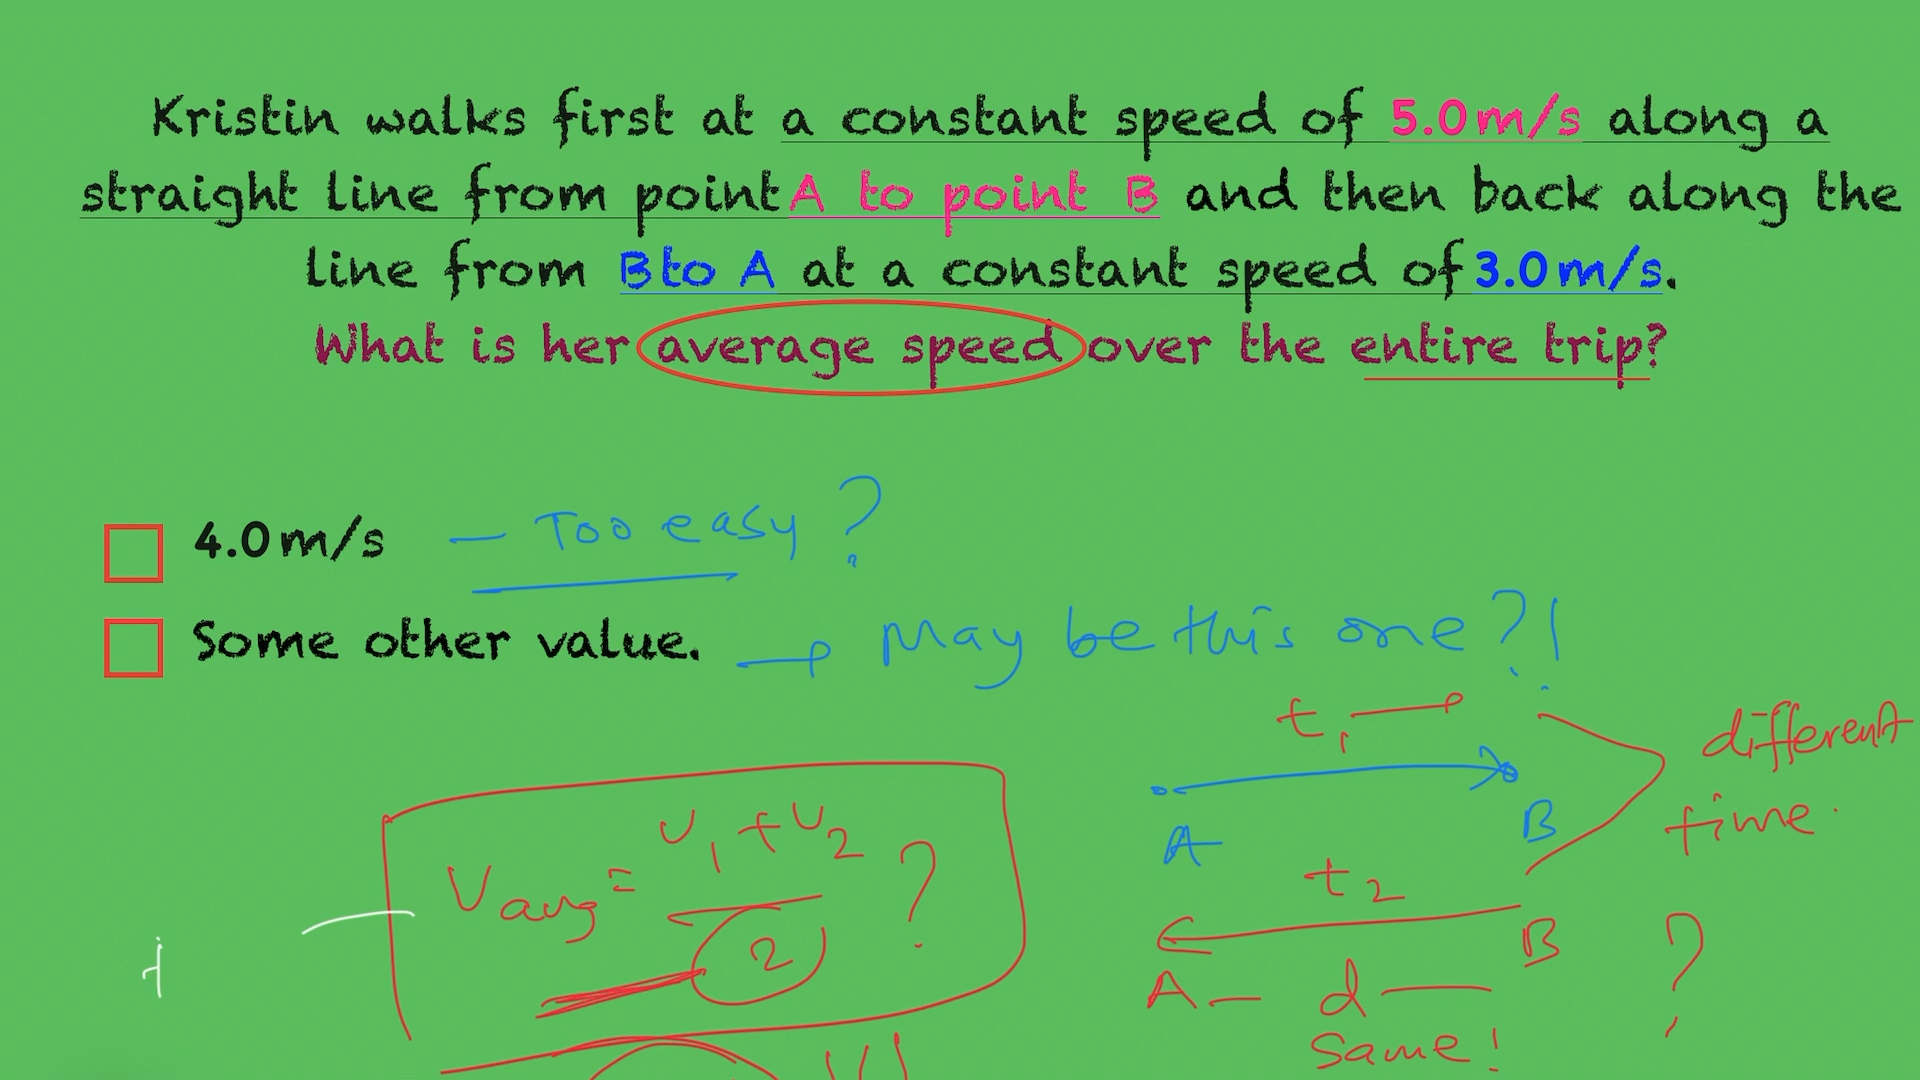 Kristin walks first at a constant speed of 5.0 m/s along a
straight line from point A to point B and then back along the
line from B to A at a constant speed of 3.0 m/s.
What is her average speed over the entire trip?
4.0 m/s — Too easy?
Some other value. → May be this one?!
t₁ →
different
time.
A B
Vavg = v₁ + v₂ / 2 ?
t₂
A B
d — ?
Same!